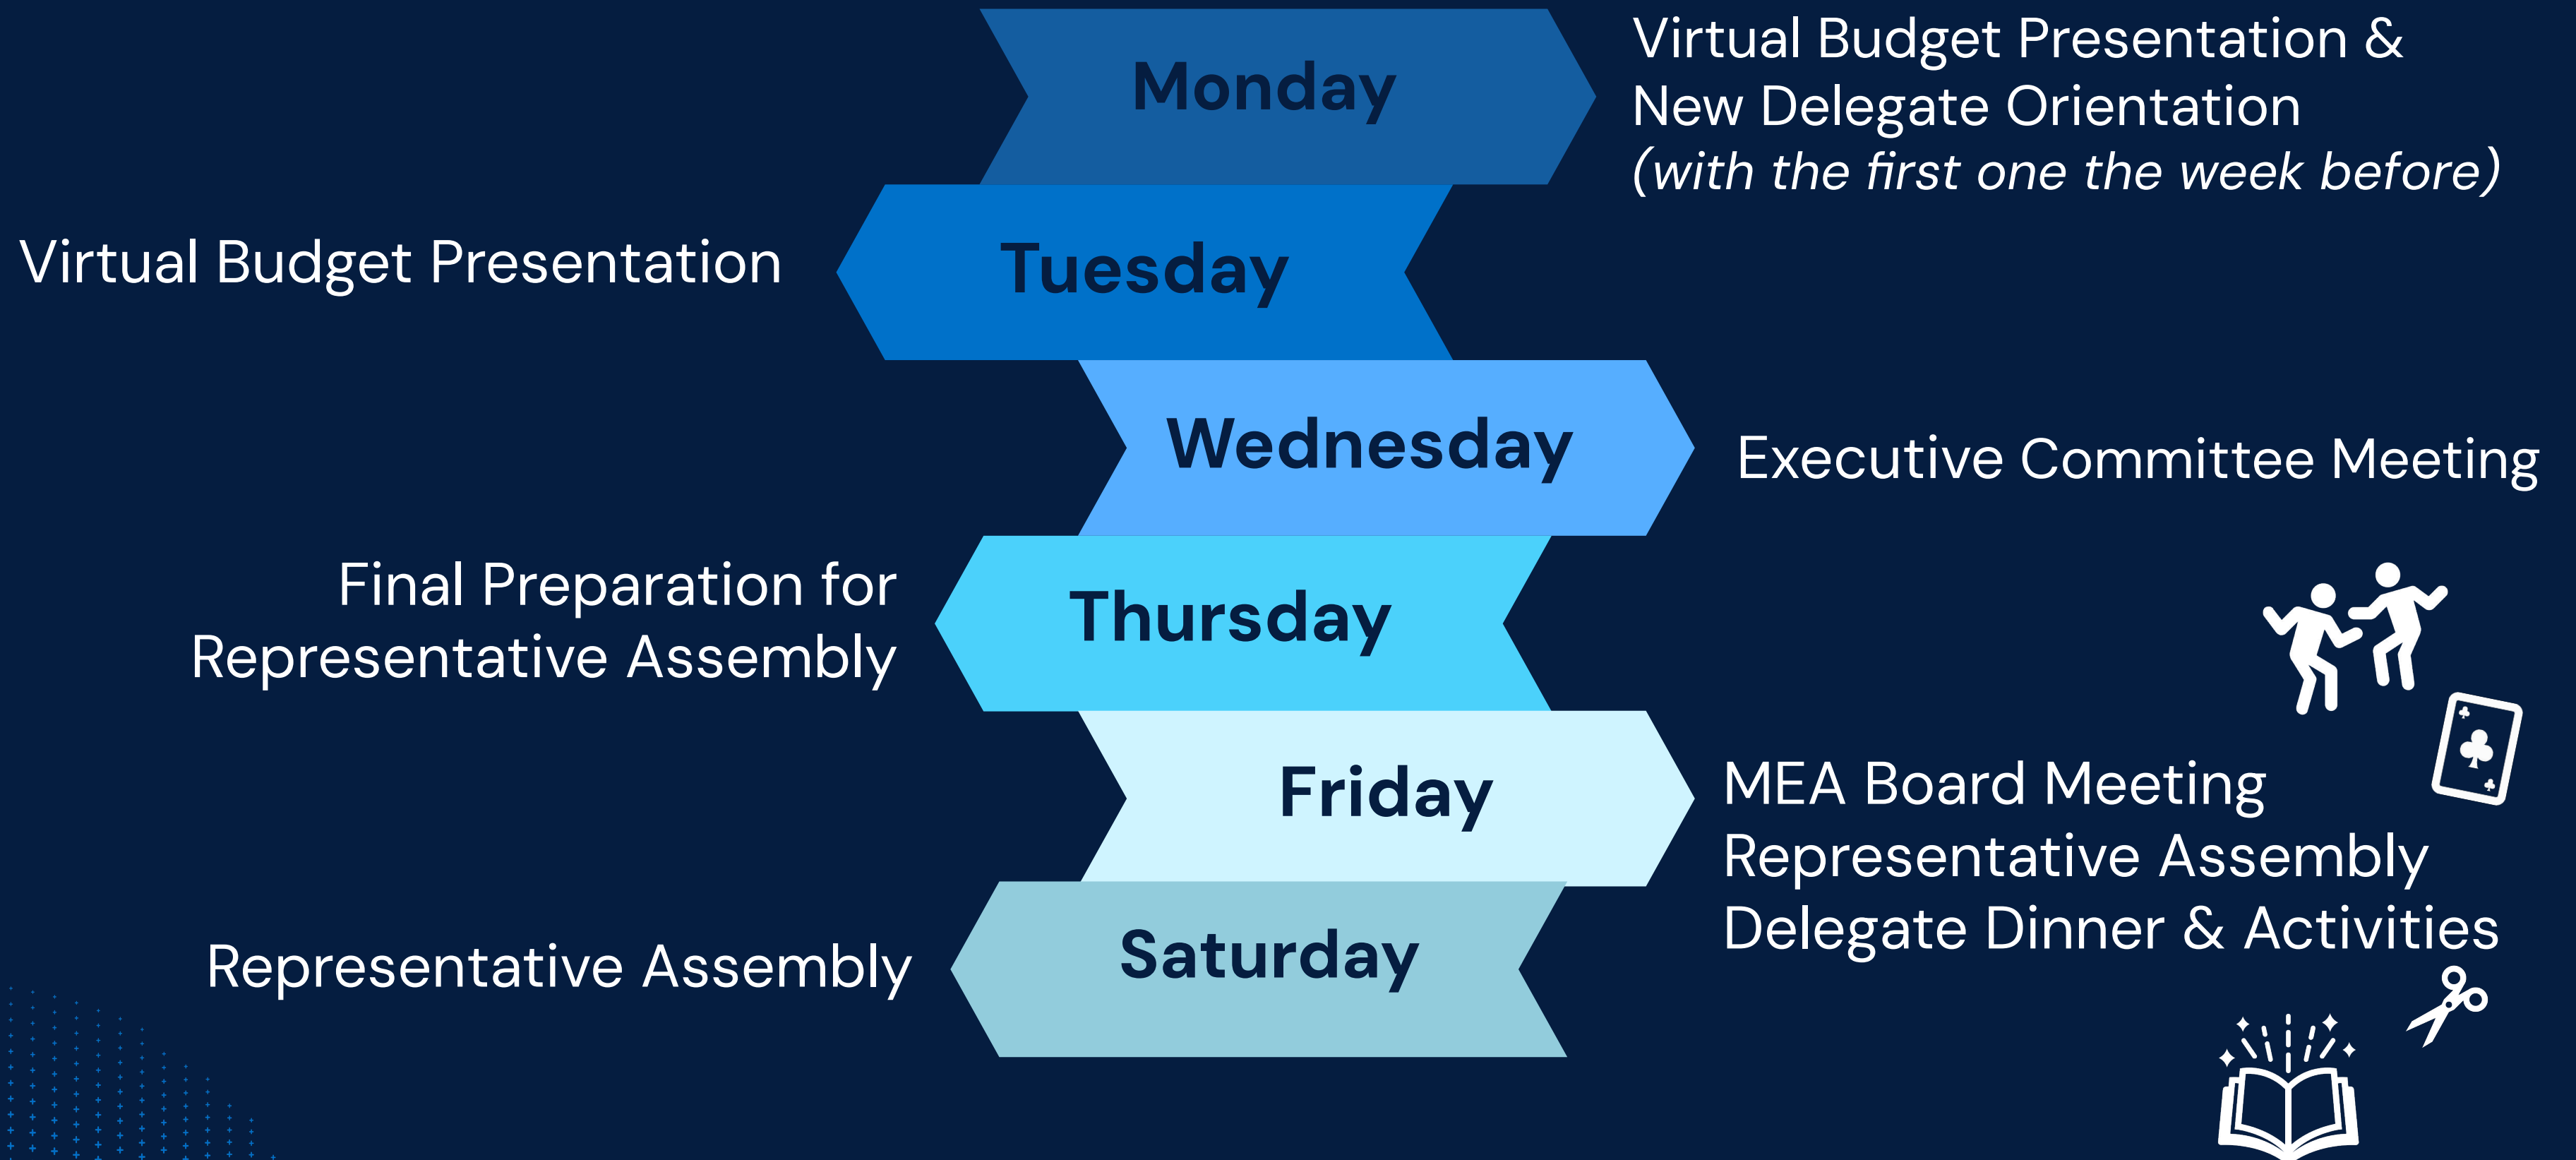 Monday
Virtual Budget Presentation &
New Delegate Orientation
(with the first one the week before)
Virtual Budget Presentation
Tuesday
Wednesday
Executive Committee Meeting
Final Preparation for
Representative Assembly
Thursday
Friday
MEA Board Meeting
Representative Assembly
Delegate Dinner & Activities
Representative Assembly
Saturday